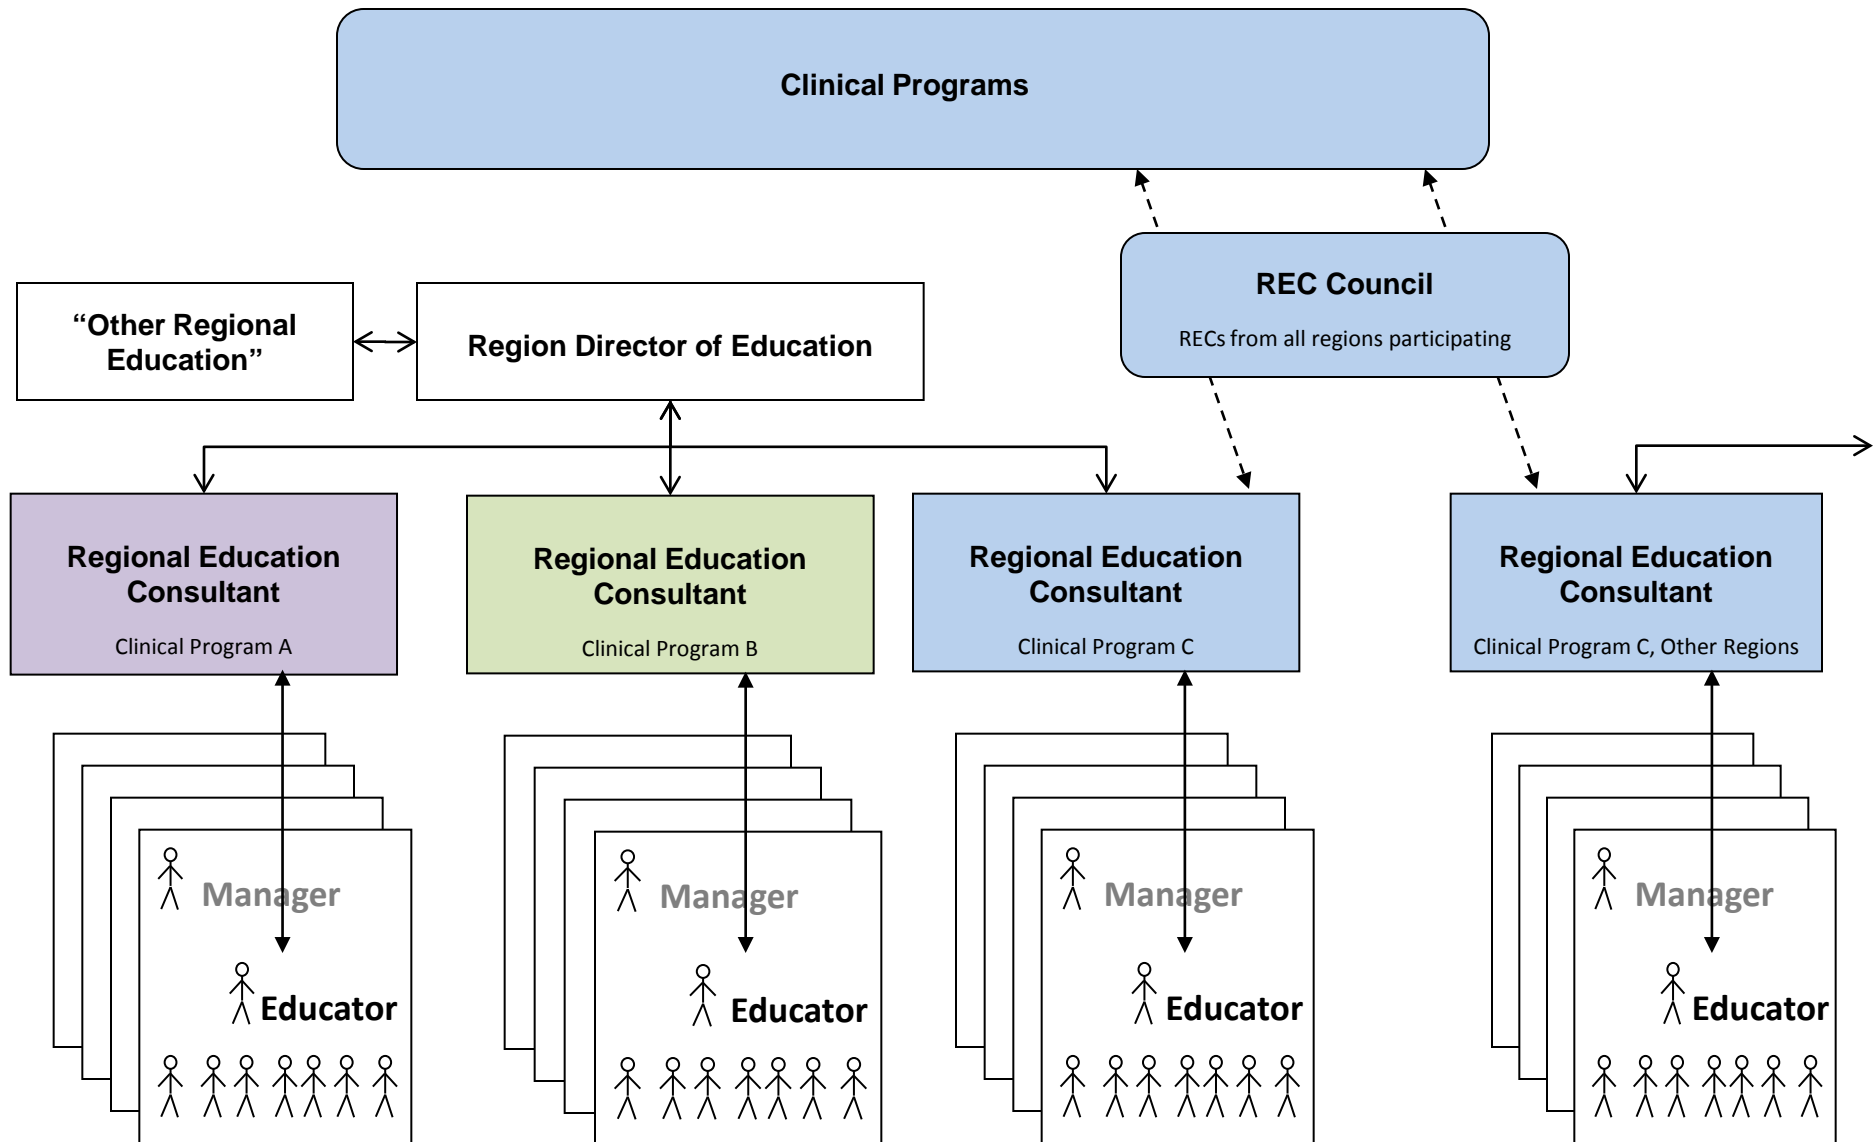 Clinical Programs
REC Council
RECs from all regions participating
“Other Regional
Education”
Region Director of Education
Regional Education
Consultant
Clinical Program A
Regional Education
Consultant
Clinical Program B
Regional Education
Consultant
Clinical Program C
Regional Education
Consultant
Clinical Program C, Other Regions
Manager
Educator
Manager
Educator
Manager
Educator
Manager
Educator